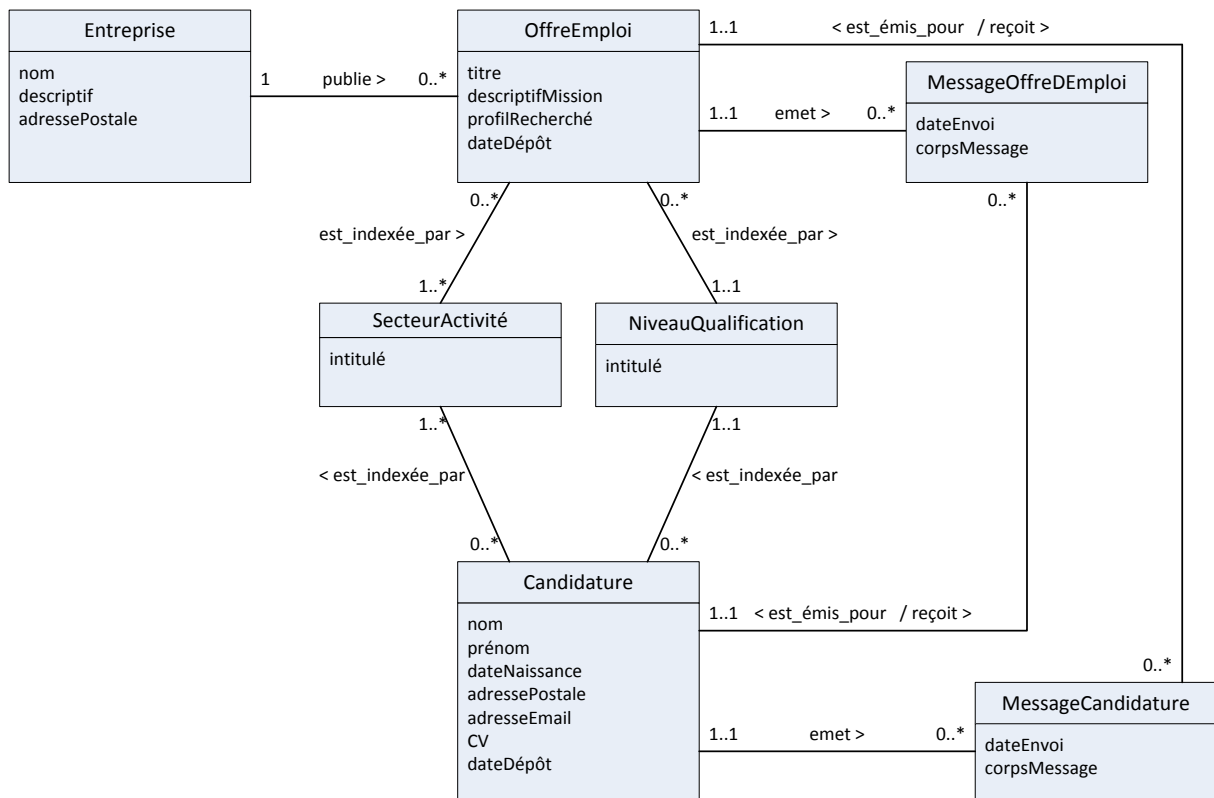 Entreprise
nom
descriptif
adressePostale
1 publie > 0..*
OffreEmploi
titre
descriptifMission
profilRecherché
dateDépôt
1..1 < est_émis_pour / reçoit >
1..1 emet > 0..*
MessageOffreDEmploi
dateEnvoi
corpsMessage
0..*
0..*
0..*
est_indexée_par >
est_indexée_par >
1..*
1..1
SecteurActivité
intitulé
NiveauQualification
intitulé
1..*
1..1
< est_indexée_par
< est_indexée_par
0..*
0..*
Candidature
nom
prénom
dateNaissance
adressePostale
adresseEmail
CV
dateDépôt
1..1 < est_émis_pour / reçoit >
0..*
1..1 emet > 0..*
MessageCandidature
dateEnvoi
corpsMessage